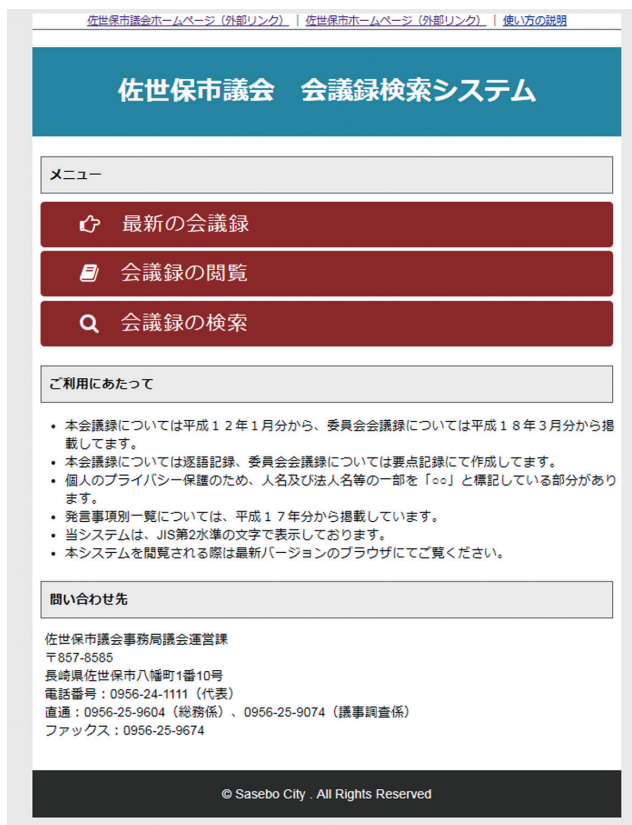 佐世保市議会ホームページ（外部リンク） | 佐世保市ホームページ（外部リンク） | 使い方の説明
佐世保市議会　会議録検索システム
メニュー
最新の会議録
会議録の閲覧
会議録の検索
ご利用にあたって
• 本会議録については平成１２年１月分から、委員会会議録については平成１８年３月分から掲
載してます。
• 本会議録については逐語記録、委員会会議録については要点記録にて作成してます。
• 個人のプライバシー保護のため、人名及び法人名等の一部を「○○」と標記している部分があり
ます。
• 発言事項別一覧については、平成１７年分から掲載しています。
• 当システムは、JIS第2水準の文字で表示しております。
• 本システムを閲覧される際は最新バージョンのブラウザにてご覧ください。
問い合わせ先
佐世保市議会事務局議会運営課
〒857-8585
長崎県佐世保市八幡町1番10号
電話番号：0956-24-1111（代表）
直通：0956-25-9604（総務係）、0956-25-9074（議事調査係）
ファックス：0956-25-9674
© Sasebo City . All Rights Reserved